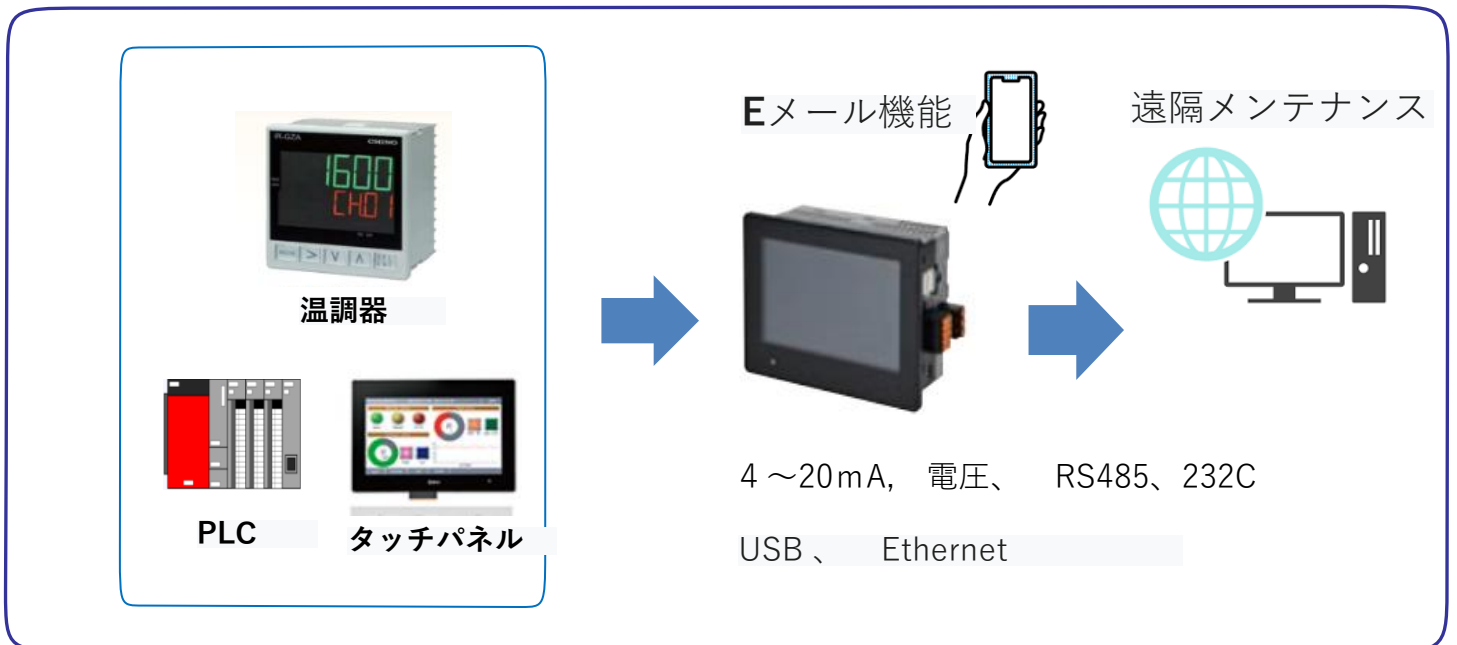 Eメール機能
遠隔メンテナンス
CHINO
1600
CH01
温調器
PLC
タッチパネル
4～20mA, 電圧、 RS485、232C
USB、 Ethernet